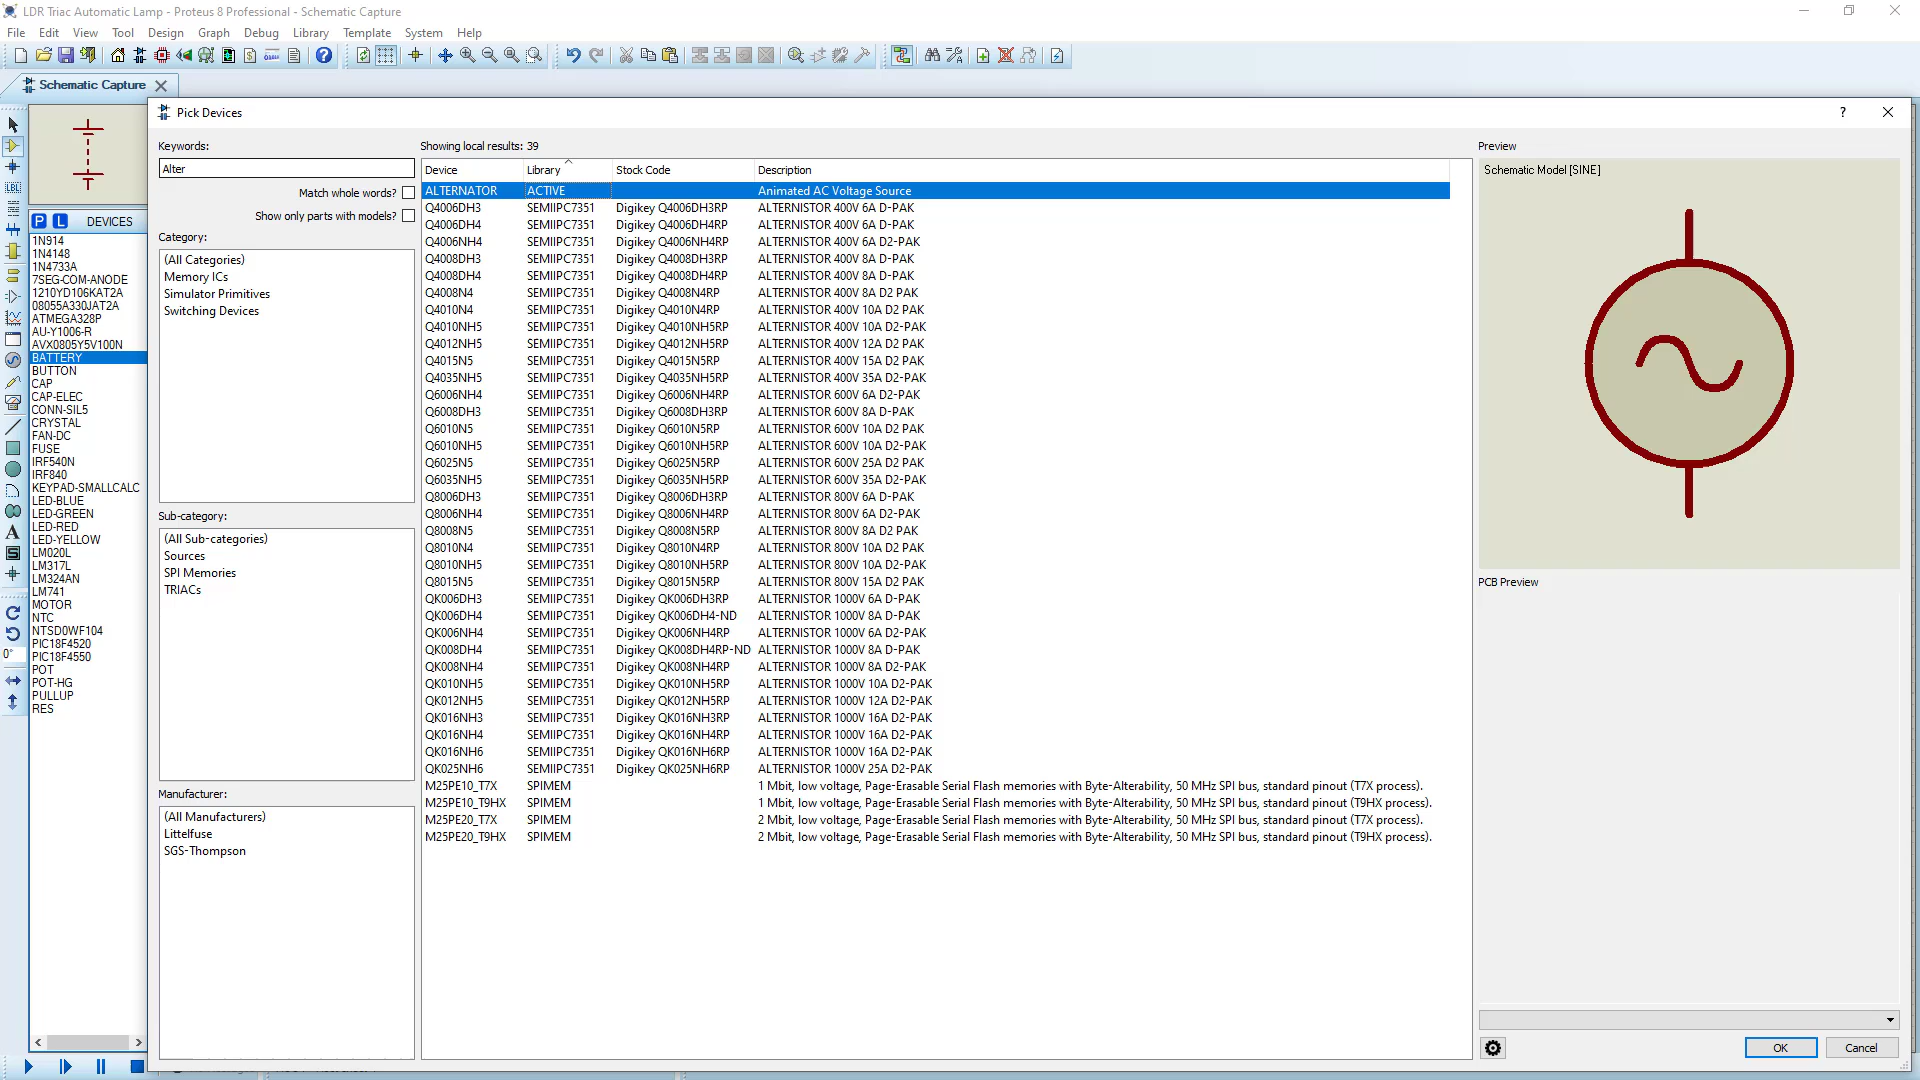 LDR Triac Automatic Lamp - Proteus 8 Professional - Schematic Capture
File Edit View Tool Design Graph Debug Library Template System Help
Schematic Capture
Pick Devices
Keywords:
Alter
Match whole words?
Show only parts with models?
Category:
(All Categories)
Memory ICs
Simulator Primitives
Switching Devices
Sub-category:
(All Sub-categories)
Sources
SPI Memories
TRIACs
Manufacturer:
(All Manufacturers)
Littelfuse
SGS-Thompson
P L DEVICES
1N914
1N4148
1N4733A
7SEG-COM-ANODE
1210YD106KAT2A
08055A330JAT2A
ATMEGA328P
AU-Y1006-R
AVX0805Y5V100N
BATTERY
BUTTON
CAP
CAP-ELEC
CONN-SIL5
CRYSTAL
FAN-DC
FUSE
IRF540N
IRF840
KEYPAD-SMALLCALC
LED-BLUE
LED-GREEN
LED-RED
LED-YELLOW
LM020L
LM317L
LM324AN
LM741
MOTOR
NTC
NTSD0WF104
PIC18F4520
PIC18F4550
POT
POT-HG
PULLUP
RES
LBL
A
S
0°
Showing local results: 39
Device Library Stock Code Description
ALTERNATOR ACTIVE Animated AC Voltage Source
Q4006DH3 SEMIIPC7351 Digikey Q4006DH3RP ALTERNISTOR 400V 6A D-PAK
Q4006DH4 SEMIIPC7351 Digikey Q4006DH4RP ALTERNISTOR 400V 6A D-PAK
Q4006NH4 SEMIIPC7351 Digikey Q4006NH4RP ALTERNISTOR 400V 6A D2-PAK
Q4008DH3 SEMIIPC7351 Digikey Q4008DH3RP ALTERNISTOR 400V 8A D-PAK
Q4008DH4 SEMIIPC7351 Digikey Q4008DH4RP ALTERNISTOR 400V 8A D-PAK
Q4008N4 SEMIIPC7351 Digikey Q4008N4RP ALTERNISTOR 400V 8A D2 PAK
Q4010N4 SEMIIPC7351 Digikey Q4010N4RP ALTERNISTOR 400V 10A D2 PAK
Q4010NH5 SEMIIPC7351 Digikey Q4010NH5RP ALTERNISTOR 400V 10A D2-PAK
Q4012NH5 SEMIIPC7351 Digikey Q4012NH5RP ALTERNISTOR 400V 12A D2-PAK
Q4015N5 SEMIIPC7351 Digikey Q4015N5RP ALTERNISTOR 400V 15A D2 PAK
Q4035NH5 SEMIIPC7351 Digikey Q4035NH5RP ALTERNISTOR 400V 35A D2-PAK
Q6006NH4 SEMIIPC7351 Digikey Q6006NH4RP ALTERNISTOR 600V 6A D2-PAK
Q6008DH3 SEMIIPC7351 Digikey Q6008DH3RP ALTERNISTOR 600V 8A D-PAK
Q6010N5 SEMIIPC7351 Digikey Q6010N5RP ALTERNISTOR 600V 10A D2 PAK
Q6010NH5 SEMIIPC7351 Digikey Q6010NH5RP ALTERNISTOR 600V 10A D2-PAK
Q6025N5 SEMIIPC7351 Digikey Q6025N5RP ALTERNISTOR 600V 25A D2 PAK
Q6035NH5 SEMIIPC7351 Digikey Q6035NH5RP ALTERNISTOR 600V 35A D2-PAK
Q8006DH3 SEMIIPC7351 Digikey Q8006DH3RP ALTERNISTOR 800V 6A D-PAK
Q8006NH4 SEMIIPC7351 Digikey Q8006NH4RP ALTERNISTOR 800V 6A D2-PAK
Q8008N5 SEMIIPC7351 Digikey Q8008N5RP ALTERNISTOR 800V 8A D2 PAK
Q8010N4 SEMIIPC7351 Digikey Q8010N4RP ALTERNISTOR 800V 10A D2 PAK
Q8010NH5 SEMIIPC7351 Digikey Q8010NH5RP ALTERNISTOR 800V 10A D2-PAK
Q8015N5 SEMIIPC7351 Digikey Q8015N5RP ALTERNISTOR 800V 15A D2 PAK
QK006DH3 SEMIIPC7351 Digikey QK006DH3RP ALTERNISTOR 1000V 6A D-PAK
QK006DH4 SEMIIPC7351 Digikey QK006DH4-ND ALTERNISTOR 1000V 8A D-PAK
QK006NH4 SEMIIPC7351 Digikey QK006NH4RP ALTERNISTOR 1000V 6A D2-PAK
QK008DH4 SEMIIPC7351 Digikey QK008DH4RP-ND ALTERNISTOR 1000V 8A D-PAK
QK008NH4 SEMIIPC7351 Digikey QK008NH4RP ALTERNISTOR 1000V 8A D2-PAK
QK010NH5 SEMIIPC7351 Digikey QK010NH5RP ALTERNISTOR 1000V 10A D2-PAK
QK012NH5 SEMIIPC7351 Digikey QK012NH5RP ALTERNISTOR 1000V 12A D2-PAK
QK016NH3 SEMIIPC7351 Digikey QK016NH3RP ALTERNISTOR 1000V 16A D2-PAK
QK016NH4 SEMIIPC7351 Digikey QK016NH4RP ALTERNISTOR 1000V 16A D2-PAK
QK016NH6 SEMIIPC7351 Digikey QK016NH6RP ALTERNISTOR 1000V 16A D2-PAK
QK025NH6 SEMIIPC7351 Digikey QK025NH6RP ALTERNISTOR 1000V 25A D2-PAK
M25PE10_T7X SPIMEM 1 Mbit, low voltage, Page-Erasable Serial Flash memories with Byte-Alterability, 50 MHz SPI bus, standard pinout (T7X process).
M25PE10_T9HX SPIMEM 1 Mbit, low voltage, Page-Erasable Serial Flash memories with Byte-Alterability, 50 MHz SPI bus, standard pinout (T9HX process).
M25PE20_T7X SPIMEM 2 Mbit, low voltage, Page-Erasable Serial Flash memories with Byte-Alterability, 50 MHz SPI bus, standard pinout (T7X process).
M25PE20_T9HX SPIMEM 2 Mbit, low voltage, Page-Erasable Serial Flash memories with Byte-Alterability, 50 MHz SPI bus, standard pinout (T9HX process).
Preview
Schematic Model [SINE]
PCB Preview
OK Cancel